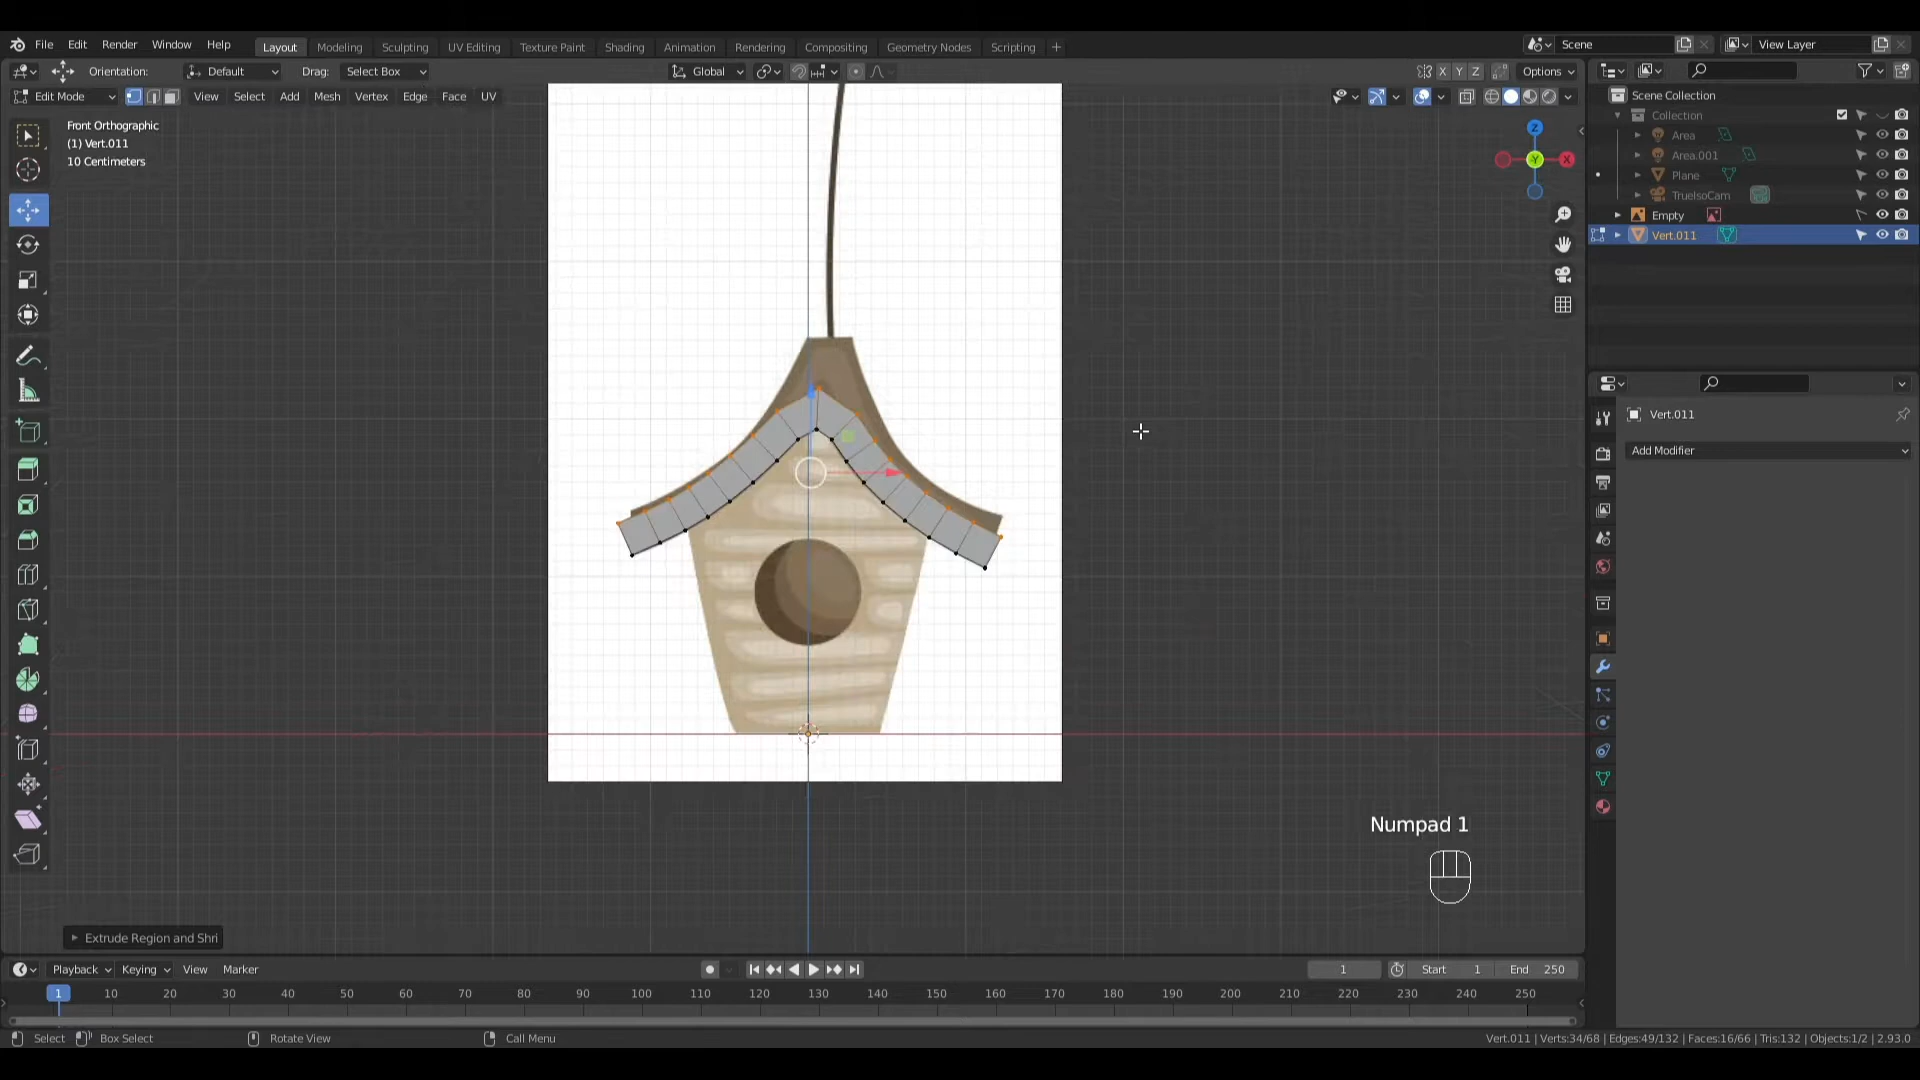 File Edit Render Window Help Layout Modeling Sculpting UV Editing Texture Paint Shading Animation Rendering Compositing Geometry Nodes Scripting + Scene View Layer
Orientation: Default Drag: Select Box Global X Y Z Options
Edit Mode View Select Add Mesh Vertex Edge Face UV
Scene Collection
Collection
Area
Area.001
Plane
TrueIsoCam
Empty
Vert.011
Front Orthographic
(1) Vert.011
10 Centimeters
Z
Y
X
Vert.011
Add Modifier
Numpad 1
Extrude Region and Shri
Playback Keying View Marker 1 Start 1 End 250
1 10 20 30 40 50 60 70 80 90 100 110 120 130 140 150 160 170 180 190 200 210 220 230 240 250
Select Box Select Rotate View Call Menu Vert.011 | Verts:34/68 | Edges:49/132 | Faces:16/66 | Tris:132 | Objects:1/2 | 2.93.0